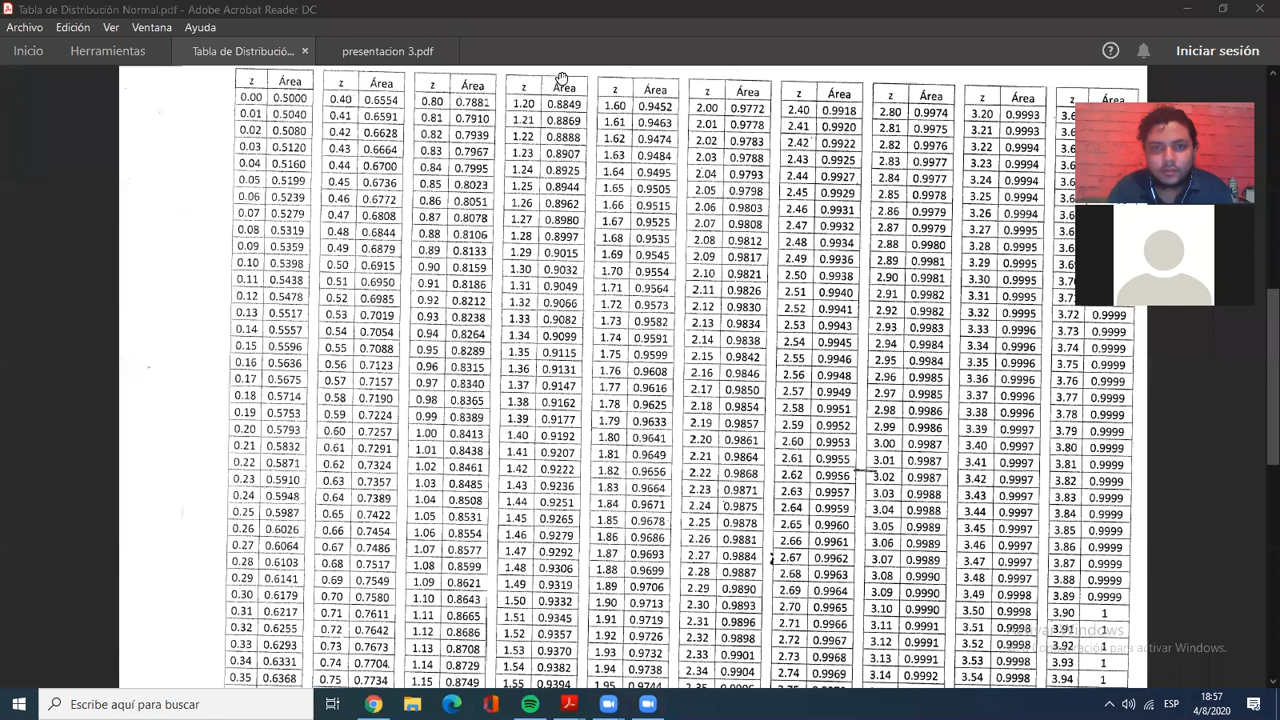 Tabla de Distribución Normal.pdf - Adobe Acrobat Reader DC
Archivo Edición Ver Ventana Ayuda
Inicio Herramientas Tabla de Distribució... × presentacion 3.pdf Iniciar sesión
z Área z Área z Área z Área z Área z Área z Área z Área z Área z Área
0.00 0.5000 0.40 0.6554 0.80 0.7881 1.20 0.8849 1.60 0.9452 2.00 0.9772 2.40 0.9918 2.80 0.9974 3.20 0.9993 3.6
0.01 0.5040 0.41 0.6591 0.81 0.7910 1.21 0.8869 1.61 0.9463 2.01 0.9778 2.41 0.9920 2.81 0.9975 3.21 0.9993 3.6
0.02 0.5080 0.42 0.6628 0.82 0.7939 1.22 0.8888 1.62 0.9474 2.02 0.9783 2.42 0.9922 2.82 0.9976 3.22 0.9994 3.6
0.03 0.5120 0.43 0.6664 0.83 0.7967 1.23 0.8907 1.63 0.9484 2.03 0.9788 2.43 0.9925 2.83 0.9977 3.23 0.9994 3.6
0.04 0.5160 0.44 0.6700 0.84 0.7995 1.24 0.8925 1.64 0.9495 2.04 0.9793 2.44 0.9927 2.84 0.9977 3.24 0.9994 3.6
0.05 0.5199 0.45 0.6736 0.85 0.8023 1.25 0.8944 1.65 0.9505 2.05 0.9798 2.45 0.9929 2.85 0.9978 3.25 0.9994 3.6
0.06 0.5239 0.46 0.6772 0.86 0.8051 1.26 0.8962 1.66 0.9515 2.06 0.9803 2.46 0.9931 2.86 0.9979 3.26 0.9994 3.6
0.07 0.5279 0.47 0.6808 0.87 0.8078 1.27 0.8980 1.67 0.9525 2.07 0.9808 2.47 0.9932 2.87 0.9979 3.27 0.9995 3.6
0.08 0.5319 0.48 0.6844 0.88 0.8106 1.28 0.8997 1.68 0.9535 2.08 0.9812 2.48 0.9934 2.88 0.9980 3.28 0.9995 3.6
0.09 0.5359 0.49 0.6879 0.89 0.8133 1.29 0.9015 1.69 0.9545 2.09 0.9817 2.49 0.9936 2.89 0.9981 3.29 0.9995 3.6
0.10 0.5398 0.50 0.6915 0.90 0.8159 1.30 0.9032 1.70 0.9554 2.10 0.9821 2.50 0.9938 2.90 0.9981 3.30 0.9995 3.7
0.11 0.5438 0.51 0.6950 0.91 0.8186 1.31 0.9049 1.71 0.9564 2.11 0.9826 2.51 0.9940 2.91 0.9982 3.31 0.9995 3.7
0.12 0.5478 0.52 0.6985 0.92 0.8212 1.32 0.9066 1.72 0.9573 2.12 0.9830 2.52 0.9941 2.92 0.9982 3.32 0.9995 3.72 0.9999
0.13 0.5517 0.53 0.7019 0.93 0.8238 1.33 0.9082 1.73 0.9582 2.13 0.9834 2.53 0.9943 2.93 0.9983 3.33 0.9996 3.73 0.9999
0.14 0.5557 0.54 0.7054 0.94 0.8264 1.34 0.9099 1.74 0.9591 2.14 0.9838 2.54 0.9945 2.94 0.9984 3.34 0.9996 3.74 0.9999
0.15 0.5596 0.55 0.7088 0.95 0.8289 1.35 0.9115 1.75 0.9599 2.15 0.9842 2.55 0.9946 2.95 0.9984 3.35 0.9996 3.75 0.9999
0.16 0.5636 0.56 0.7123 0.96 0.8315 1.36 0.9131 1.76 0.9608 2.16 0.9846 2.56 0.9948 2.96 0.9985 3.36 0.9996 3.76 0.9999
0.17 0.5675 0.57 0.7157 0.97 0.8340 1.37 0.9147 1.77 0.9616 2.17 0.9850 2.57 0.9949 2.97 0.9985 3.37 0.9996 3.77 0.9999
0.18 0.5714 0.58 0.7190 0.98 0.8365 1.38 0.9162 1.78 0.9625 2.18 0.9854 2.58 0.9951 2.98 0.9986 3.38 0.9996 3.78 0.9999
0.19 0.5753 0.59 0.7224 0.99 0.8389 1.39 0.9177 1.79 0.9633 2.19 0.9857 2.59 0.9952 2.99 0.9986 3.39 0.9997 3.79 0.9999
0.20 0.5793 0.60 0.7257 1.00 0.8413 1.40 0.9192 1.80 0.9641 2.20 0.9861 2.60 0.9953 3.00 0.9987 3.40 0.9997 3.80 0.9999
0.21 0.5832 0.61 0.7291 1.01 0.8438 1.41 0.9207 1.81 0.9649 2.21 0.9864 2.61 0.9955 3.01 0.9987 3.41 0.9997 3.81 0.9999
0.22 0.5871 0.62 0.7324 1.02 0.8461 1.42 0.9222 1.82 0.9656 2.22 0.9868 2.62 0.9956 3.02 0.9987 3.42 0.9997 3.82 0.9999
0.23 0.5910 0.63 0.7357 1.03 0.8485 1.43 0.9236 1.83 0.9664 2.23 0.9871 2.63 0.9957 3.03 0.9988 3.43 0.9997 3.83 0.9999
0.24 0.5948 0.64 0.7389 1.04 0.8508 1.44 0.9251 1.84 0.9671 2.24 0.9875 2.64 0.9959 3.04 0.9988 3.44 0.9997 3.84 0.9999
0.25 0.5987 0.65 0.7422 1.05 0.8531 1.45 0.9265 1.85 0.9678 2.25 0.9878 2.65 0.9960 3.05 0.9989 3.45 0.9997 3.85 0.9999
0.26 0.6026 0.66 0.7454 1.06 0.8554 1.46 0.9279 1.86 0.9686 2.26 0.9881 2.66 0.9961 3.06 0.9989 3.46 0.9997 3.86 0.9999
0.27 0.6064 0.67 0.7486 1.07 0.8577 1.47 0.9292 1.87 0.9693 2.27 0.9884 2.67 0.9962 3.07 0.9989 3.47 0.9997 3.87 0.9999
0.28 0.6103 0.68 0.7517 1.08 0.8599 1.48 0.9306 1.88 0.9699 2.28 0.9887 2.68 0.9963 3.08 0.9990 3.48 0.9997 3.88 0.9999
0.29 0.6141 0.69 0.7549 1.09 0.8621 1.49 0.9319 1.89 0.9706 2.29 0.9890 2.69 0.9964 3.09 0.9990 3.49 0.9998 3.89 0.9999
0.30 0.6179 0.70 0.7580 1.10 0.8643 1.50 0.9332 1.90 0.9713 2.30 0.9893 2.70 0.9965 3.10 0.9990 3.50 0.9998 3.90 1
0.31 0.6217 0.71 0.7611 1.11 0.8665 1.51 0.9345 1.91 0.9719 2.31 0.9896 2.71 0.9966 3.11 0.9991 3.51 0.9998 3.91 1
0.32 0.6255 0.72 0.7642 1.12 0.8686 1.52 0.9357 1.92 0.9726 2.32 0.9898 2.72 0.9967 3.12 0.9991 3.52 0.9998 3.92 1
0.33 0.6293 0.73 0.7673 1.13 0.8708 1.53 0.9370 1.93 0.9732 2.33 0.9901 2.73 0.9968 3.13 0.9991 3.53 0.9998 3.93 1
0.34 0.6331 0.74 0.7704 1.14 0.8729 1.54 0.9382 1.94 0.9738 2.34 0.9904 2.74 0.9969 3.14 0.9992 3.54 0.9998 3.94 1
0.35 0.6368 0.75 0.7734 1.15 0.8749 1.55 0.9394 1.95 0.9744
Activar Windows
para activar Windows.
Escribe aquí para buscar
ESP
18:57
4/8/2020